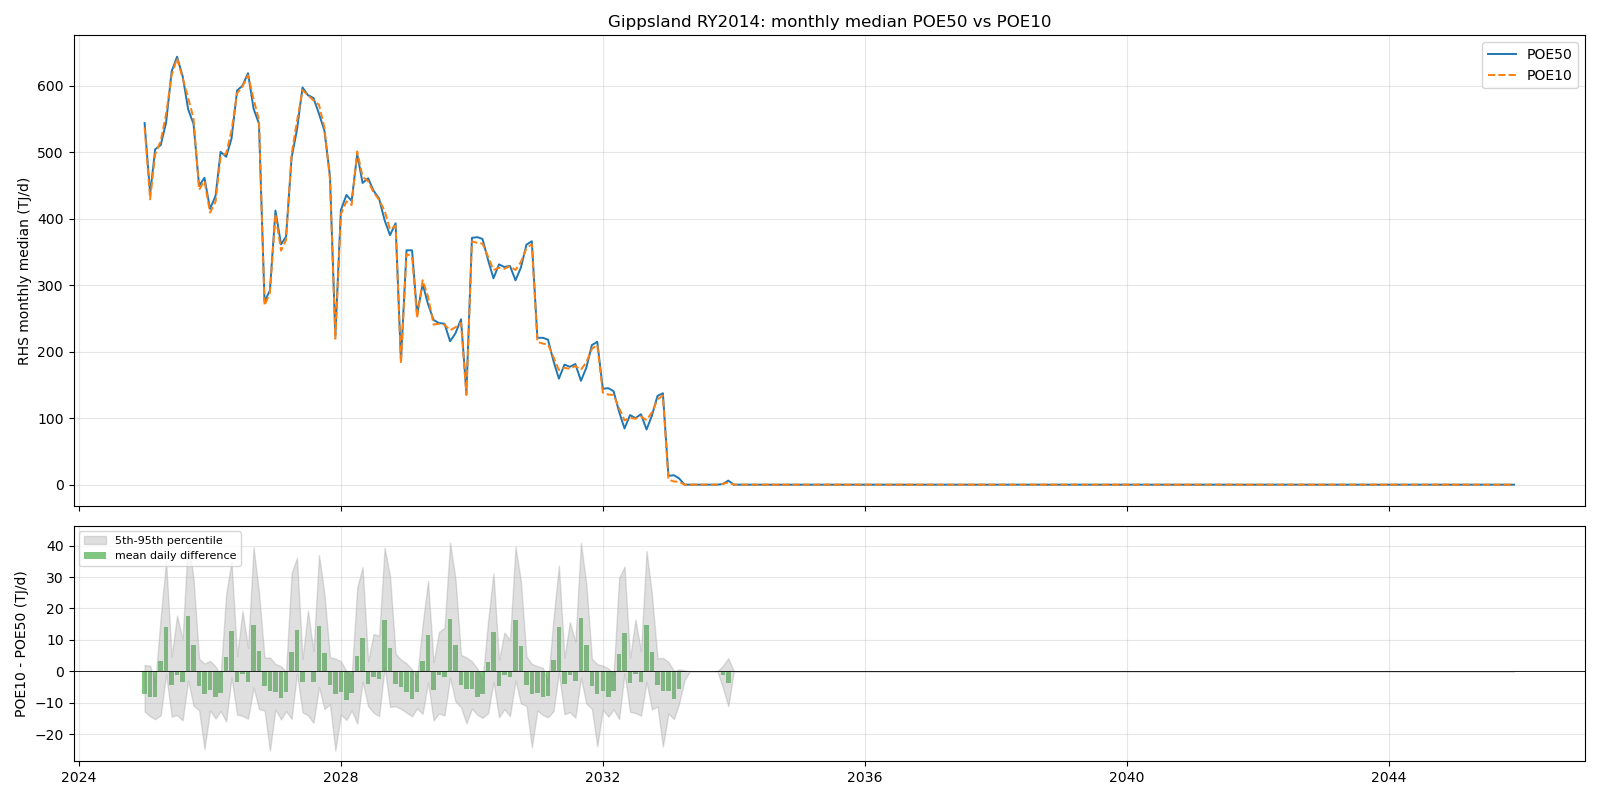 Gippsland RY2014: monthly median POE50 vs POE10
POE50
POE10
RHS monthly median (TJ/d)
600
500
400
300
200
100
0
5th-95th percentile
mean daily difference
POE10 - POE50 (TJ/d)
40
30
20
10
0
−10
−20
2024
2028
2032
2036
2040
2044